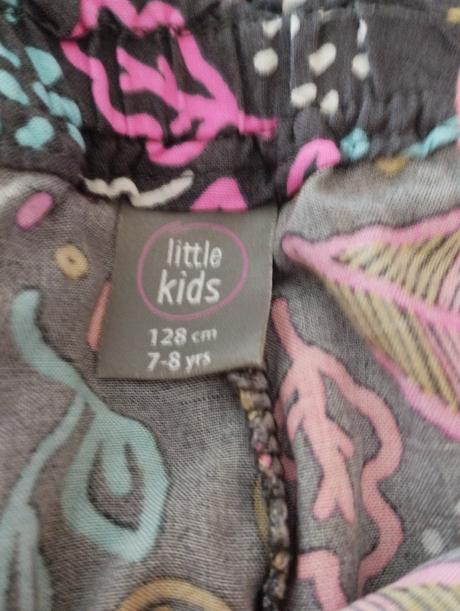 little
kids
128 cm
7-8 yrs